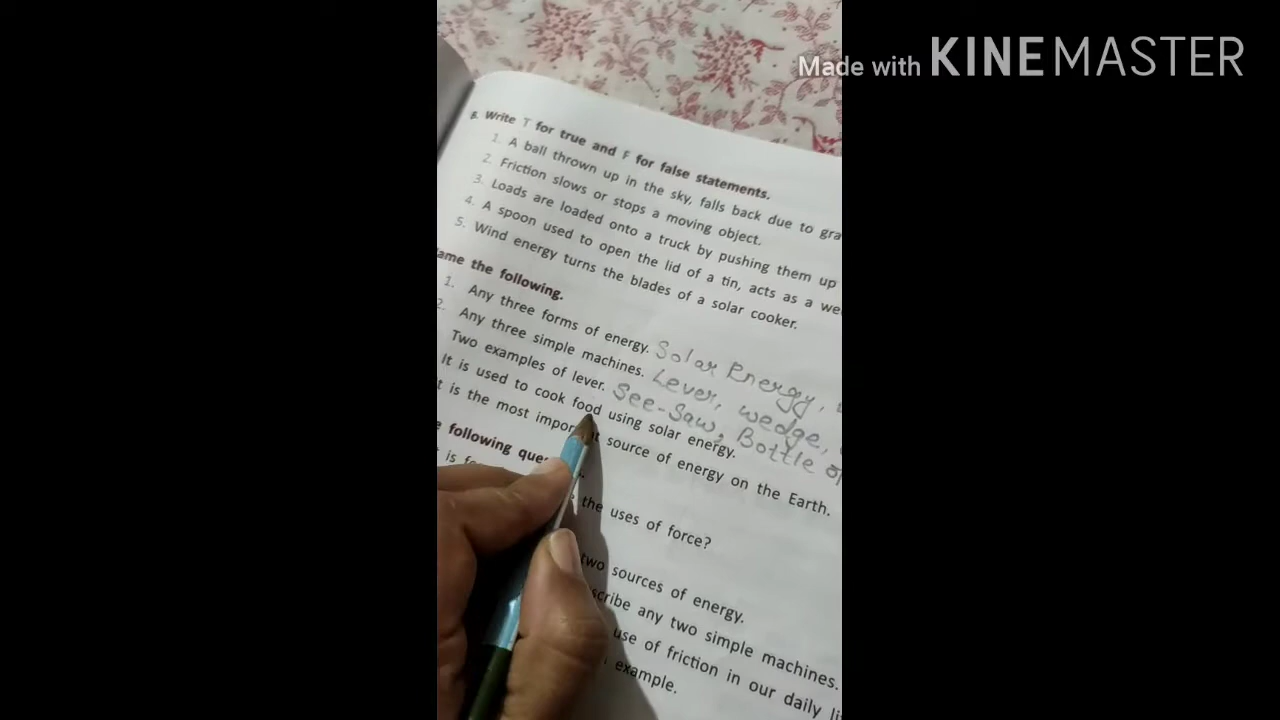 Made with KINEMASTER
B. Write T for true and F for false statements.
1. A ball thrown up in the sky, falls back due to gra
2. Friction slows or stops a moving object.
3. Loads are loaded onto a truck by pushing them up
4. A spoon used to open the lid of a tin, acts as a we
5. Wind energy turns the blades of a solar cooker.
ame the following.
1. Any three forms of energy. Solar Energy,
2. Any three simple machines. Lever, wedge,
Two examples of lever. See-Saw, Bottle
It is used to cook food using solar energy.
t is the most important source of energy on the Earth.
e following
the uses of force?
two sources of energy.
scribe any two simple machines.
use of friction in our daily li
example.